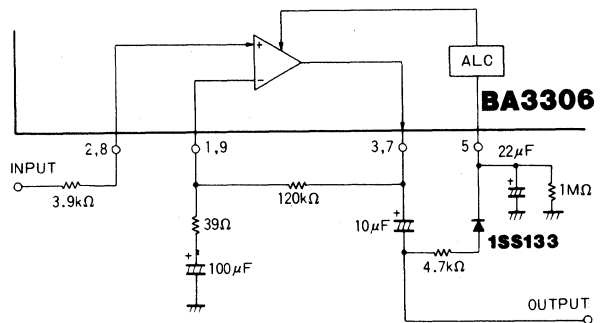 +
−
ALC
BA3306
2,8
1,9
3,7
5
22μF
INPUT
+
1MΩ
3.9kΩ
120kΩ
39Ω
+
10μF
1SS133
+
100μF
4.7kΩ
OUTPUT